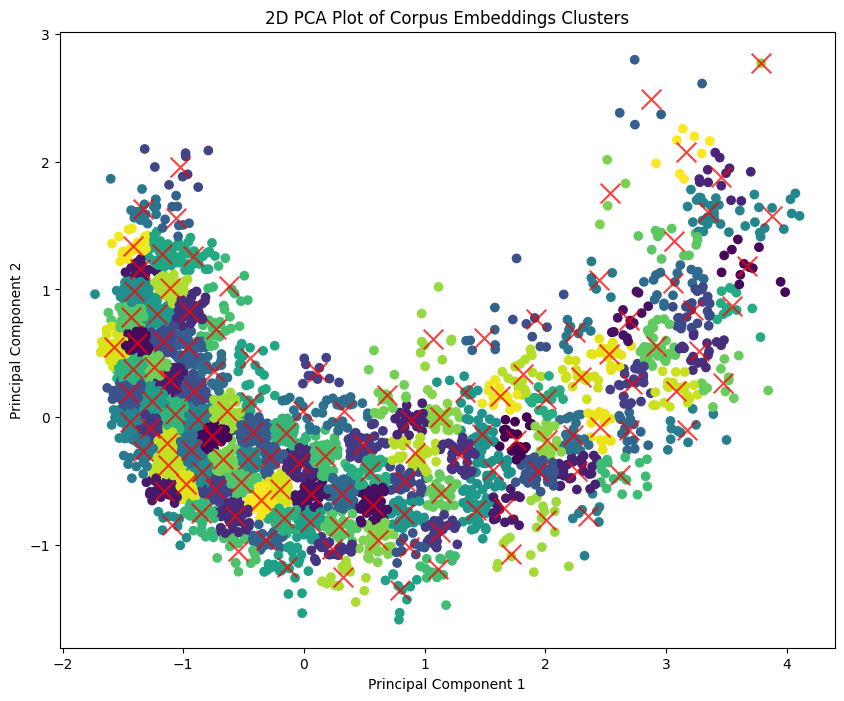 2D PCA Plot of Corpus Embeddings Clusters
3
2
1
0
−1
Principal Component 2
−2 −1 0 1 2 3 4
Principal Component 1